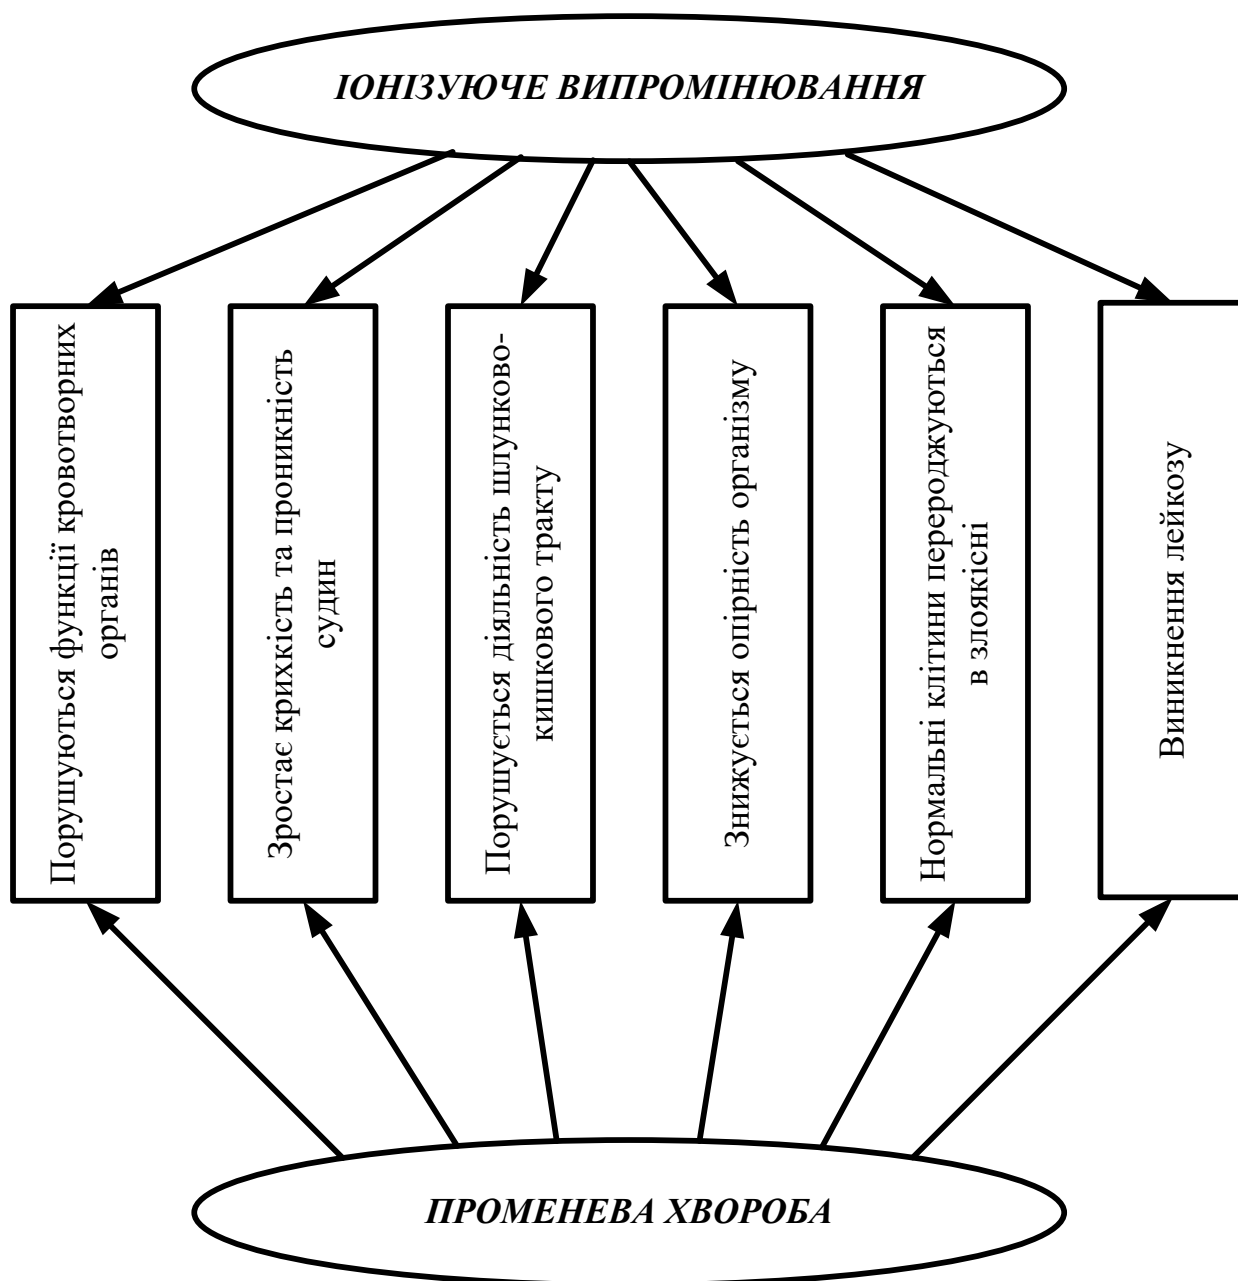 ІОНІЗУЮЧЕ ВИПРОМІНЮВАННЯ
Порушуються функції кровотворних
органів
Зростає крихкість та проникність
судин
Порушується діяльність шлунково-
кишкового тракту
Знижується опірність організму
Нормальні клітини перероджуються
в злоякісні
Виникнення лейкозу
ПРОМЕНЕВА ХВОРОБА